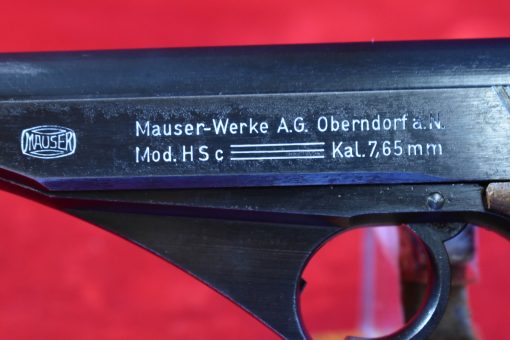 MAUSER
Mauser-Werke A.G. Oberndorf a.N.
Mod. HSc Kal. 7,65 mm